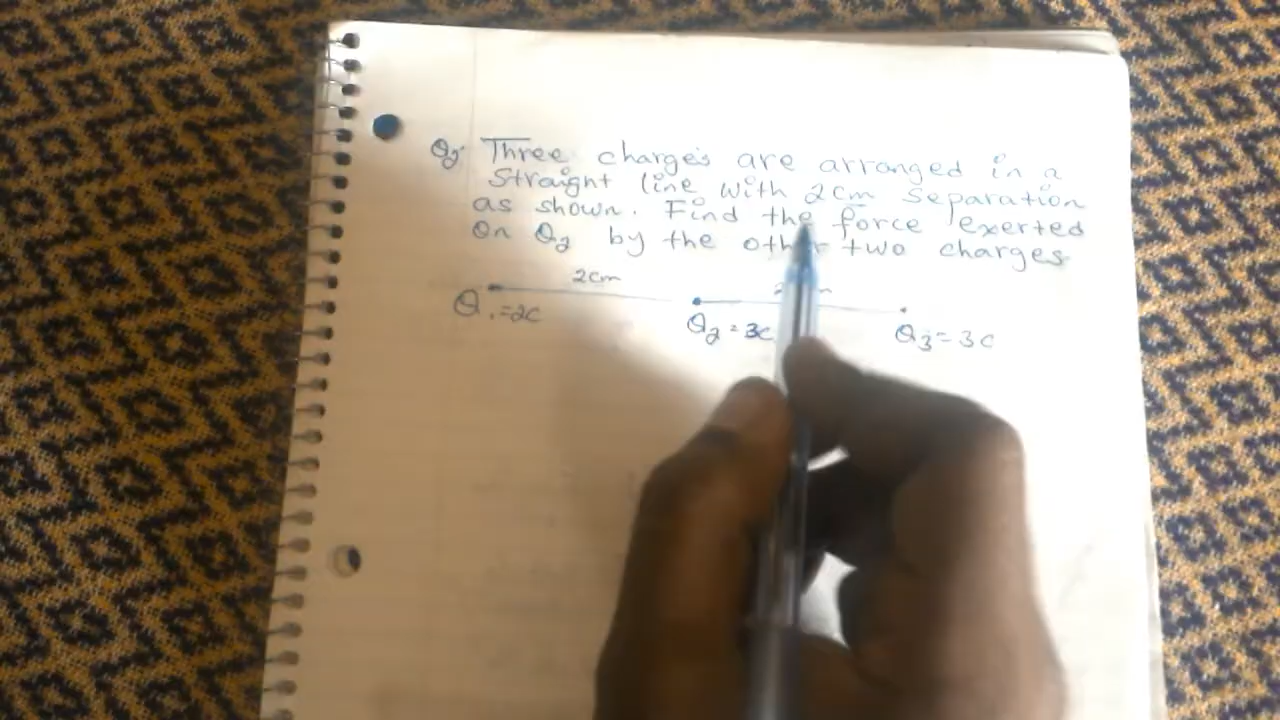 Q: Three charges are arranged in a
straight line with 2cm separation
as shown. Find the force exerted
on Q2 by the other two charges
2cm
Q1=2C
Q2=3C
Q3=3C